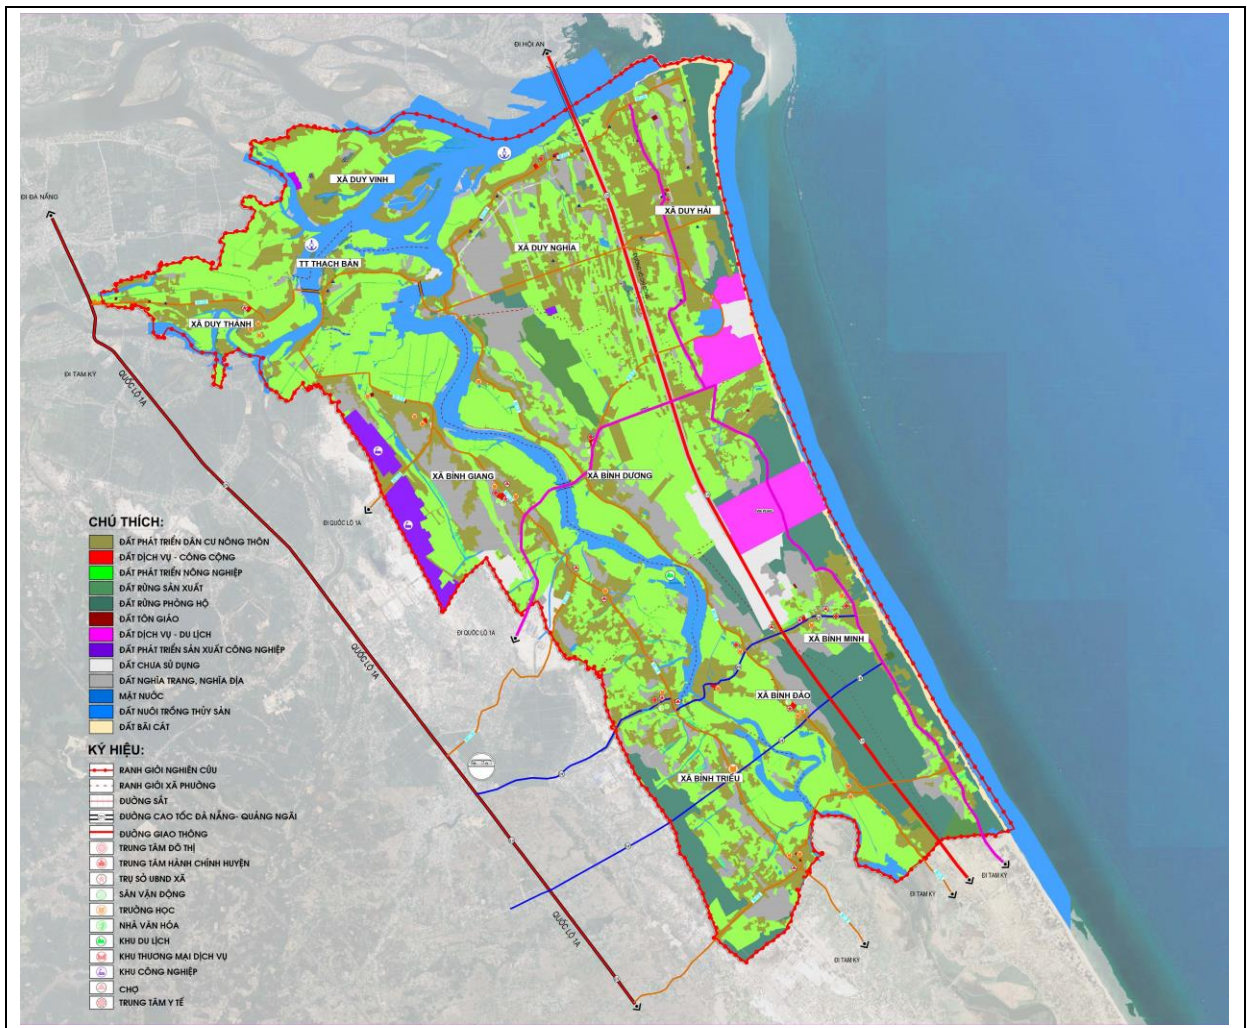 ĐI HỘI AN
XÃ DUY VINH
ĐI ĐÀ NẴNG
XÃ DUY HẢI
XÃ DUY NGHĨA
TT THẠCH BÀN
XÃ DUY THÀNH
ĐI TAM KỲ
QUỐC LỘ 1A
XÃ BÌNH GIANG
XÃ BÌNH DƯƠNG
ĐI QUỐC LỘ 1A
ĐI QUỐC LỘ 1A
XÃ BÌNH MINH
QUỐC LỘ 1A
XÃ BÌNH ĐÀO
XÃ BÌNH TRIỀU
ĐI TAM KỲ
ĐI TAM KỲ
QUỐC LỘ 1A
ĐI TAM KỲ
CHÚ THÍCH:
ĐẤT PHÁT TRIỂN DÂN CƯ NÔNG THÔN
ĐẤT DỊCH VỤ - CÔNG CỘNG
ĐẤT PHÁT TRIỂN NÔNG NGHIỆP
ĐẤT RỪNG SẢN XUẤT
ĐẤT RỪNG PHÒNG HỘ
ĐẤT TÔN GIÁO
ĐẤT DỊCH VỤ - DU LỊCH
ĐẤT PHÁT TRIỂN SẢN XUẤT CÔNG NGHIỆP
ĐẤT CHƯA SỬ DỤNG
ĐẤT NGHĨA TRANG, NGHĨA ĐỊA
MẶT NƯỚC
ĐẤT NUÔI TRỒNG THỦY SẢN
ĐẤT BÃI CÁT
KÝ HIỆU:
RANH GIỚI NGHIÊN CỨU
RANH GIỚI XÃ PHƯỜNG
ĐƯỜNG SẮT
ĐƯỜNG CAO TỐC ĐÀ NẴNG- QUẢNG NGÃI
ĐƯỜNG GIAO THÔNG
TRUNG TÂM ĐÔ THỊ
TRUNG TÂM HÀNH CHÍNH HUYỆN
TRỤ SỞ UBND XÃ
SÂN VẬN ĐỘNG
TRƯỜNG HỌC
NHÀ VĂN HÓA
KHU DU LỊCH
KHU THƯƠNG MẠI DỊCH VỤ
KHU CÔNG NGHIỆP
CHỢ
TRUNG TÂM Y TẾ